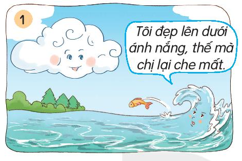 1
Tôi đẹp lên dưới
ánh nắng, thế mà
chị lại che mất.